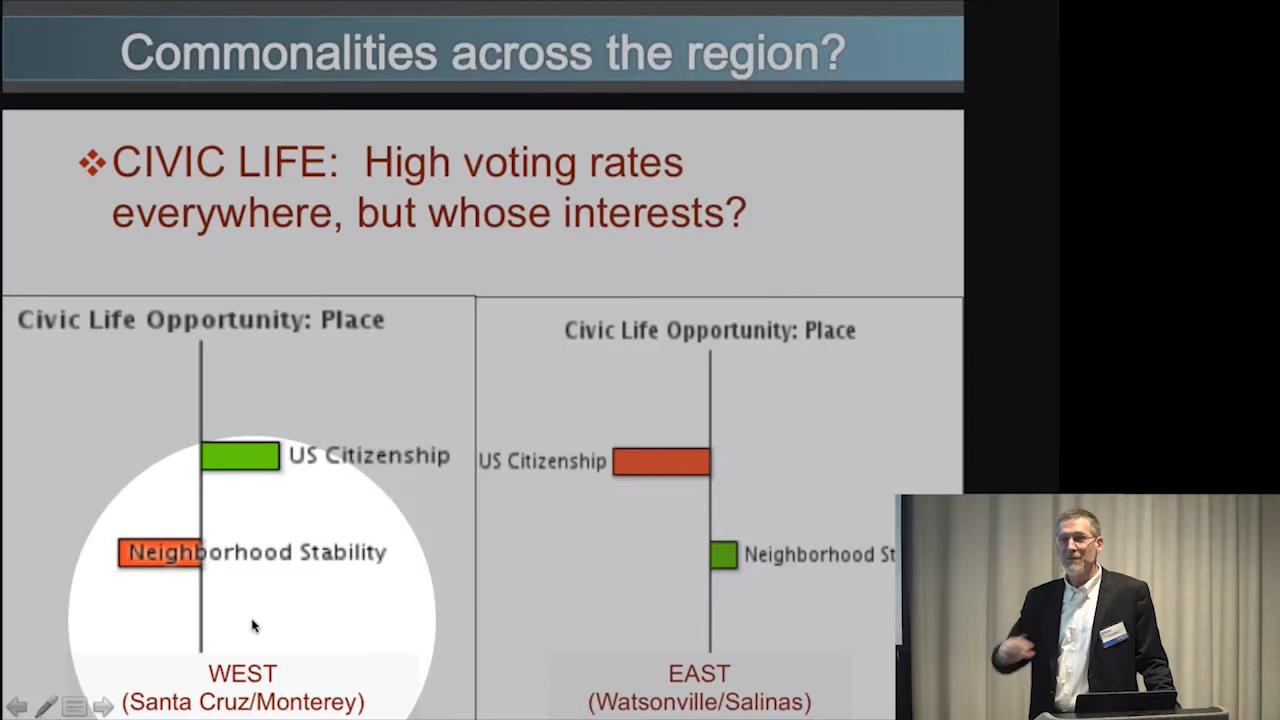 Commonalities across the region?
CIVIC LIFE: High voting rates
everywhere, but whose interests?
Civic Life Opportunity: Place
US Citizenship
Neighborhood Stability
WEST
(Santa Cruz/Monterey)
Civic Life Opportunity: Place
US Citizenship
Neighborhood St
EAST
(Watsonville/Salinas)